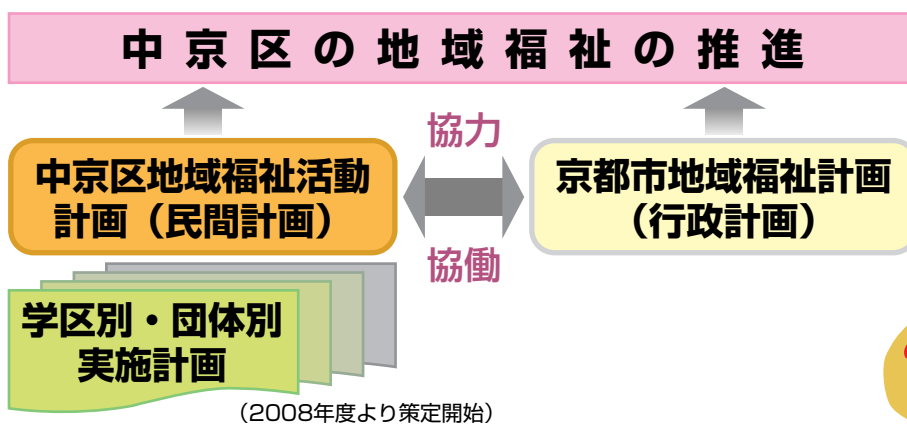 中京区の地域福祉の推進
協力
中京区地域福祉活動
計画（民間計画）
京都市地域福祉計画
（行政計画）
協働
学区別・団体別
実施計画
（2008年度より策定開始）